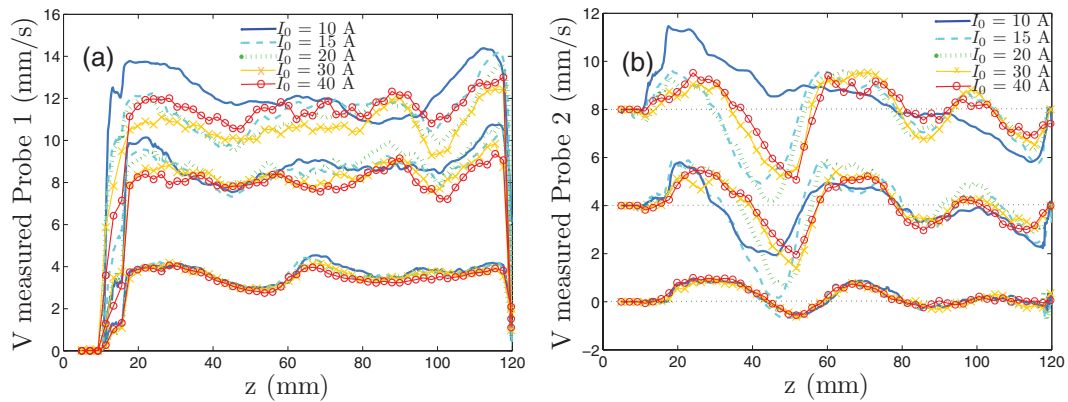 (a)
I₀ = 10 A
I₀ = 15 A
I₀ = 20 A
I₀ = 30 A
I₀ = 40 A
V measured Probe 1 (mm/s)
16
14
12
10
8
6
4
2
0
0
20
40
60
80
100
120
z (mm)
(b)
I₀ = 10 A
I₀ = 15 A
I₀ = 20 A
I₀ = 30 A
I₀ = 40 A
V measured Probe 2 (mm/s)
12
10
8
6
4
2
0
−2
0
20
40
60
80
100
120
z (mm)